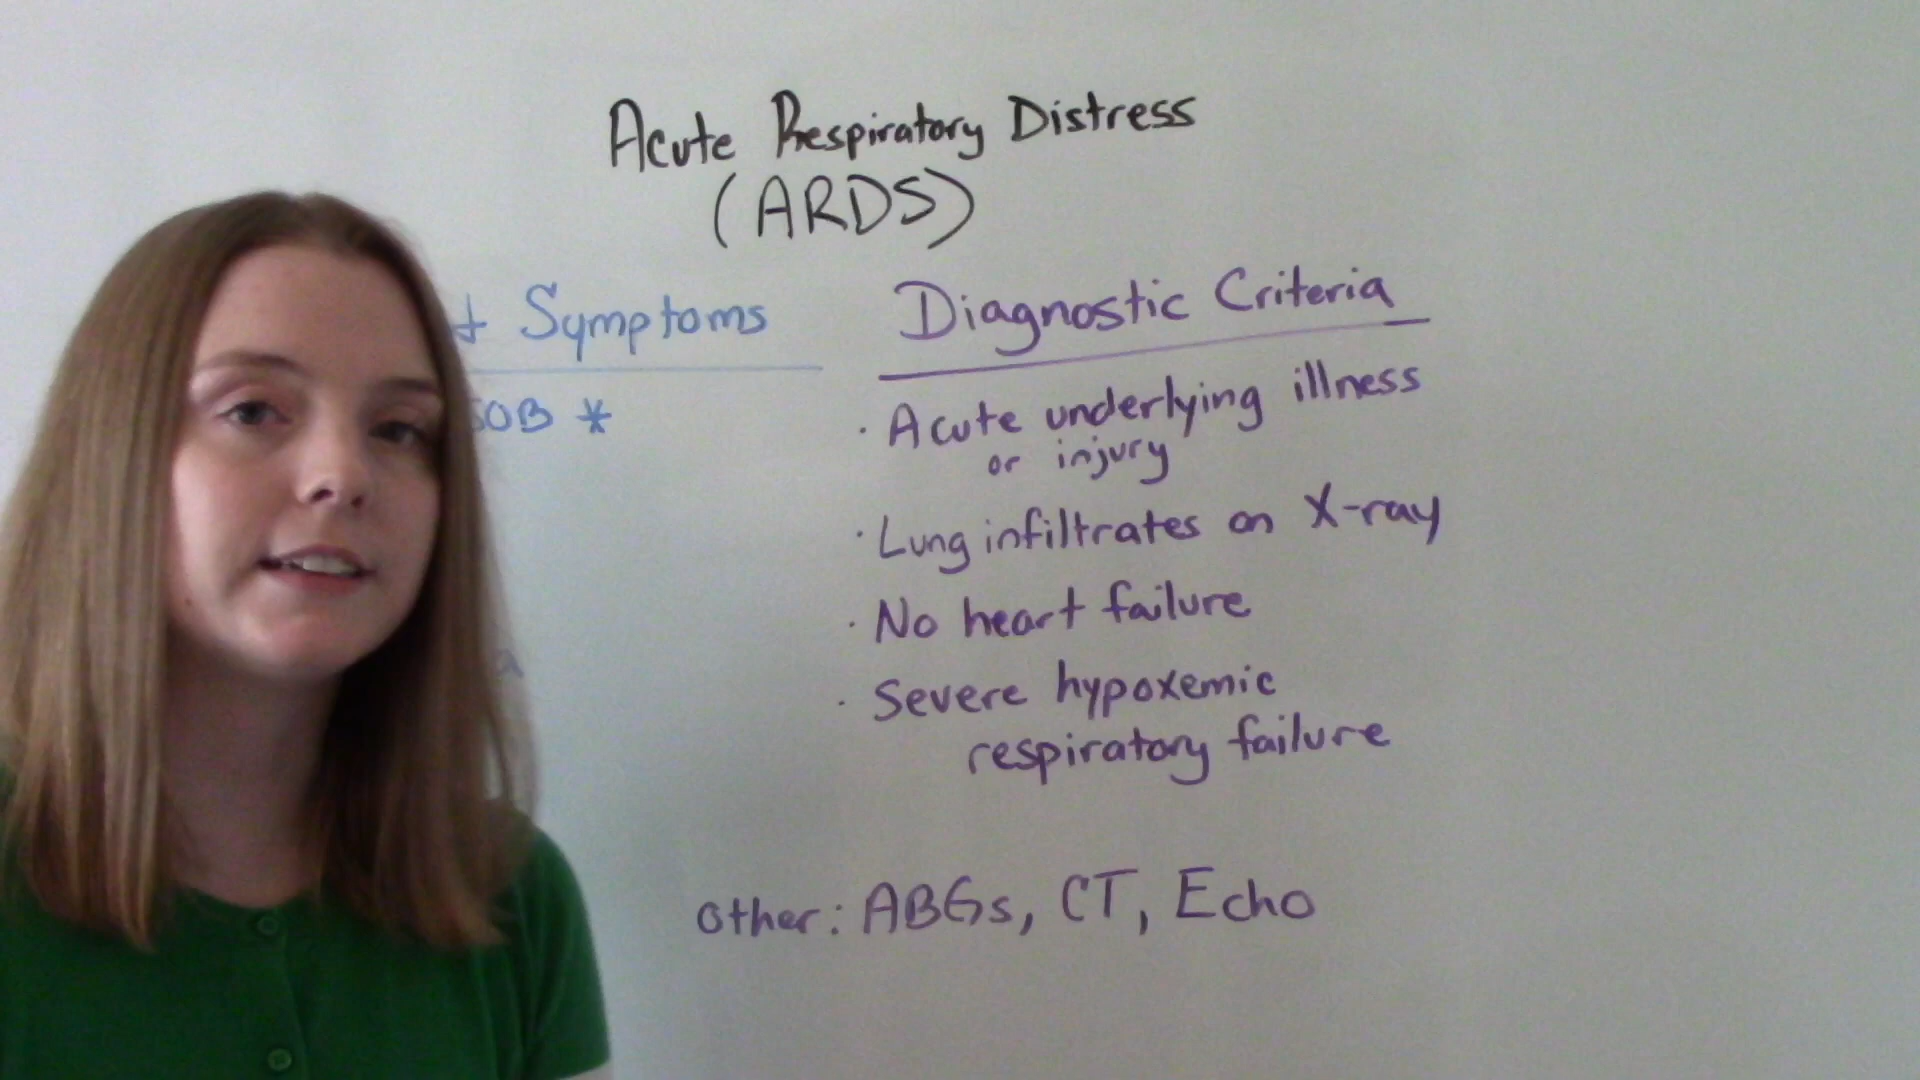 Acute Respiratory Distress
(ARDS)
+ Symptoms
SOB *
Diagnostic Criteria
· Acute underlying illness
or injury
· Lung infiltrates on X-ray
· No heart failure
· Severe hypoxemic
respiratory failure
Other: ABGs, CT, Echo